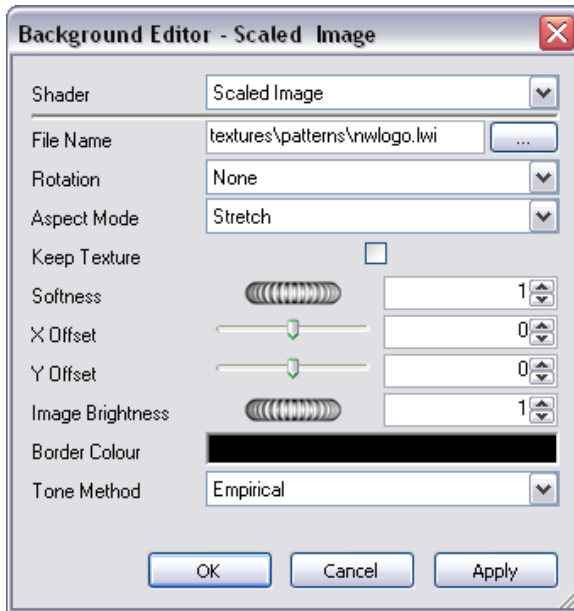 Background Editor - Scaled Image
Shader Scaled Image
File Name textures\patterns\nwlogo.lwi ...
Rotation None
Aspect Mode Stretch
Keep Texture
Softness 1
X Offset 0
Y Offset 0
Image Brightness 1
Border Colour
Tone Method Empirical
OK Cancel Apply